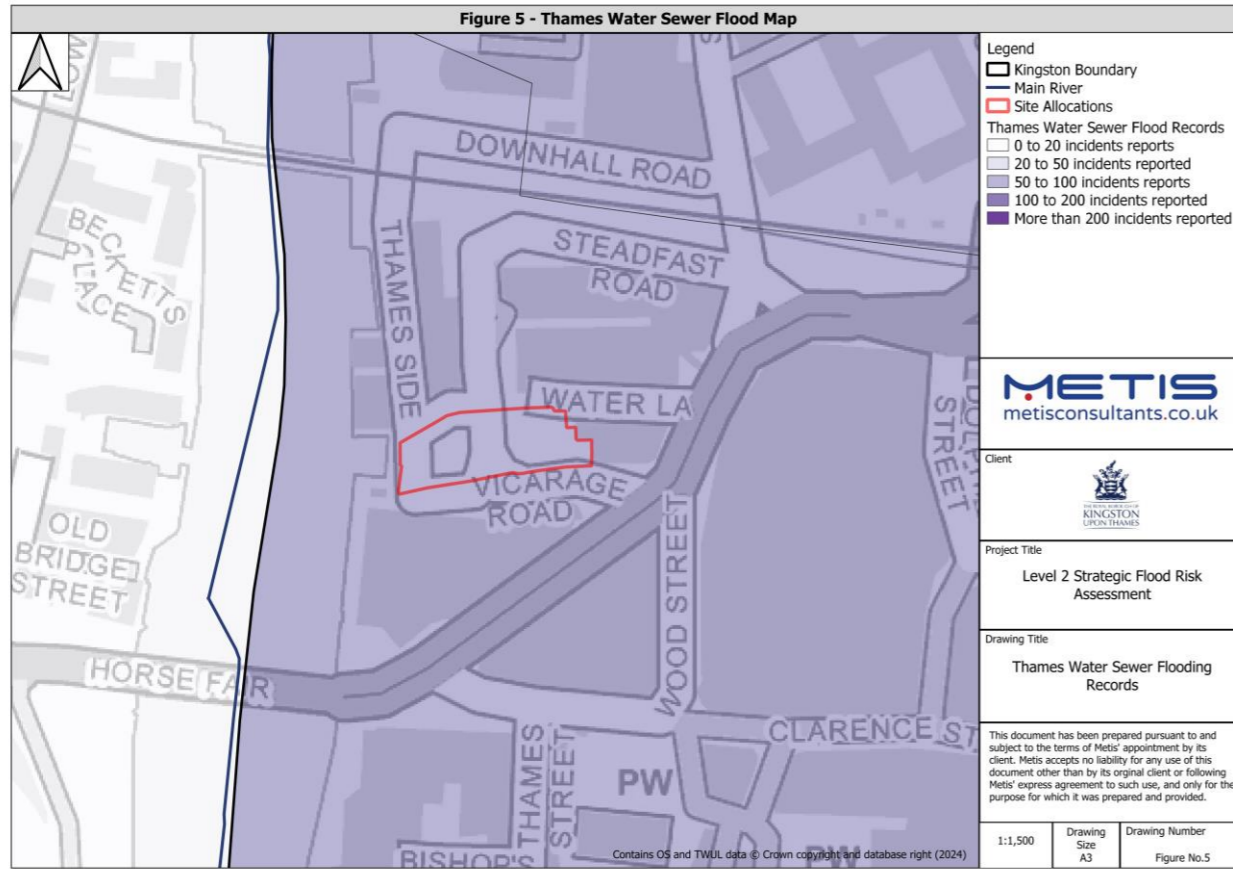 Figure 5 - Thames Water Sewer Flood Map
DOWNHALL ROAD
STEADFAST
ROAD
BECKETTS
PLACE
THAMES SIDE
WATER LA
VICARAGE
ROAD
OLD
BRIDGE
STREET
WOOD STREET
STREET
HORSE FAIR
CLARENCE ST
THAMES
STREET
PW
PW
BISHOP'S
Contains OS and TWUL data © Crown copyright and database right (2024)
Legend
Kingston Boundary
Main River
Site Allocations
Thames Water Sewer Flood Records
0 to 20 incidents reports
20 to 50 incidents reported
50 to 100 incidents reports
100 to 200 incidents reported
More than 200 incidents reported
METIS
metisconsultants.co.uk
Client
THE ROYAL BOROUGH OF
KINGSTON
UPON THAMES
Project Title
Level 2 Strategic Flood Risk
Assessment
Drawing Title
Thames Water Sewer Flooding
Records
This document has been prepared pursuant to and
subject to the terms of Metis' appointment by its
client. Metis accepts no liability for any use of this
document other than by its orginal client or following
Metis' express agreement to such use, and only for the
purpose for which it was prepared and provided.
1:1,500
Drawing
Size
A3
Drawing Number
Figure No.5